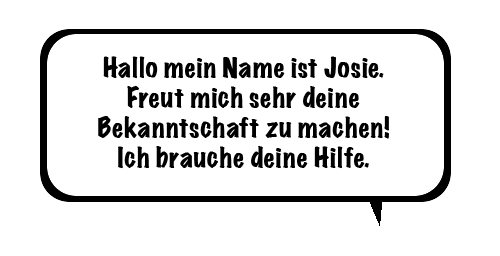 Hallo mein Name ist Josie.
Freut mich sehr deine
Bekanntschaft zu machen!
Ich brauche deine Hilfe.